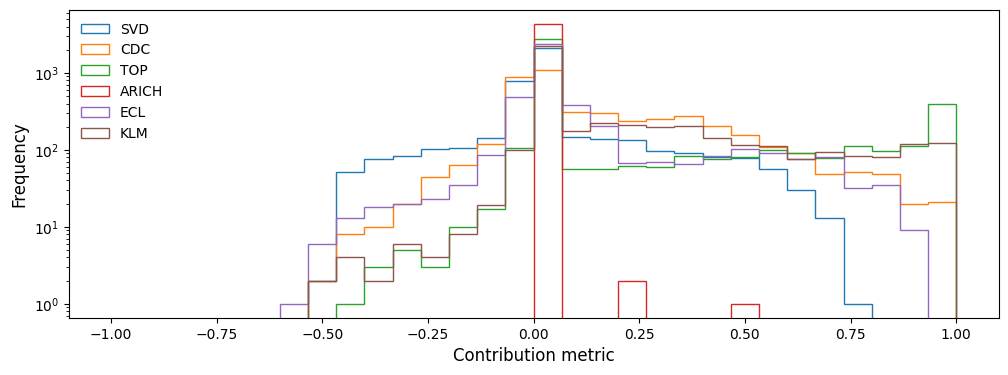 SVD
CDC
TOP
ARICH
ECL
KLM
Frequency
10³
10²
10¹
10⁰
−1.00 −0.75 −0.50 −0.25 0.00 0.25 0.50 0.75 1.00
Contribution metric